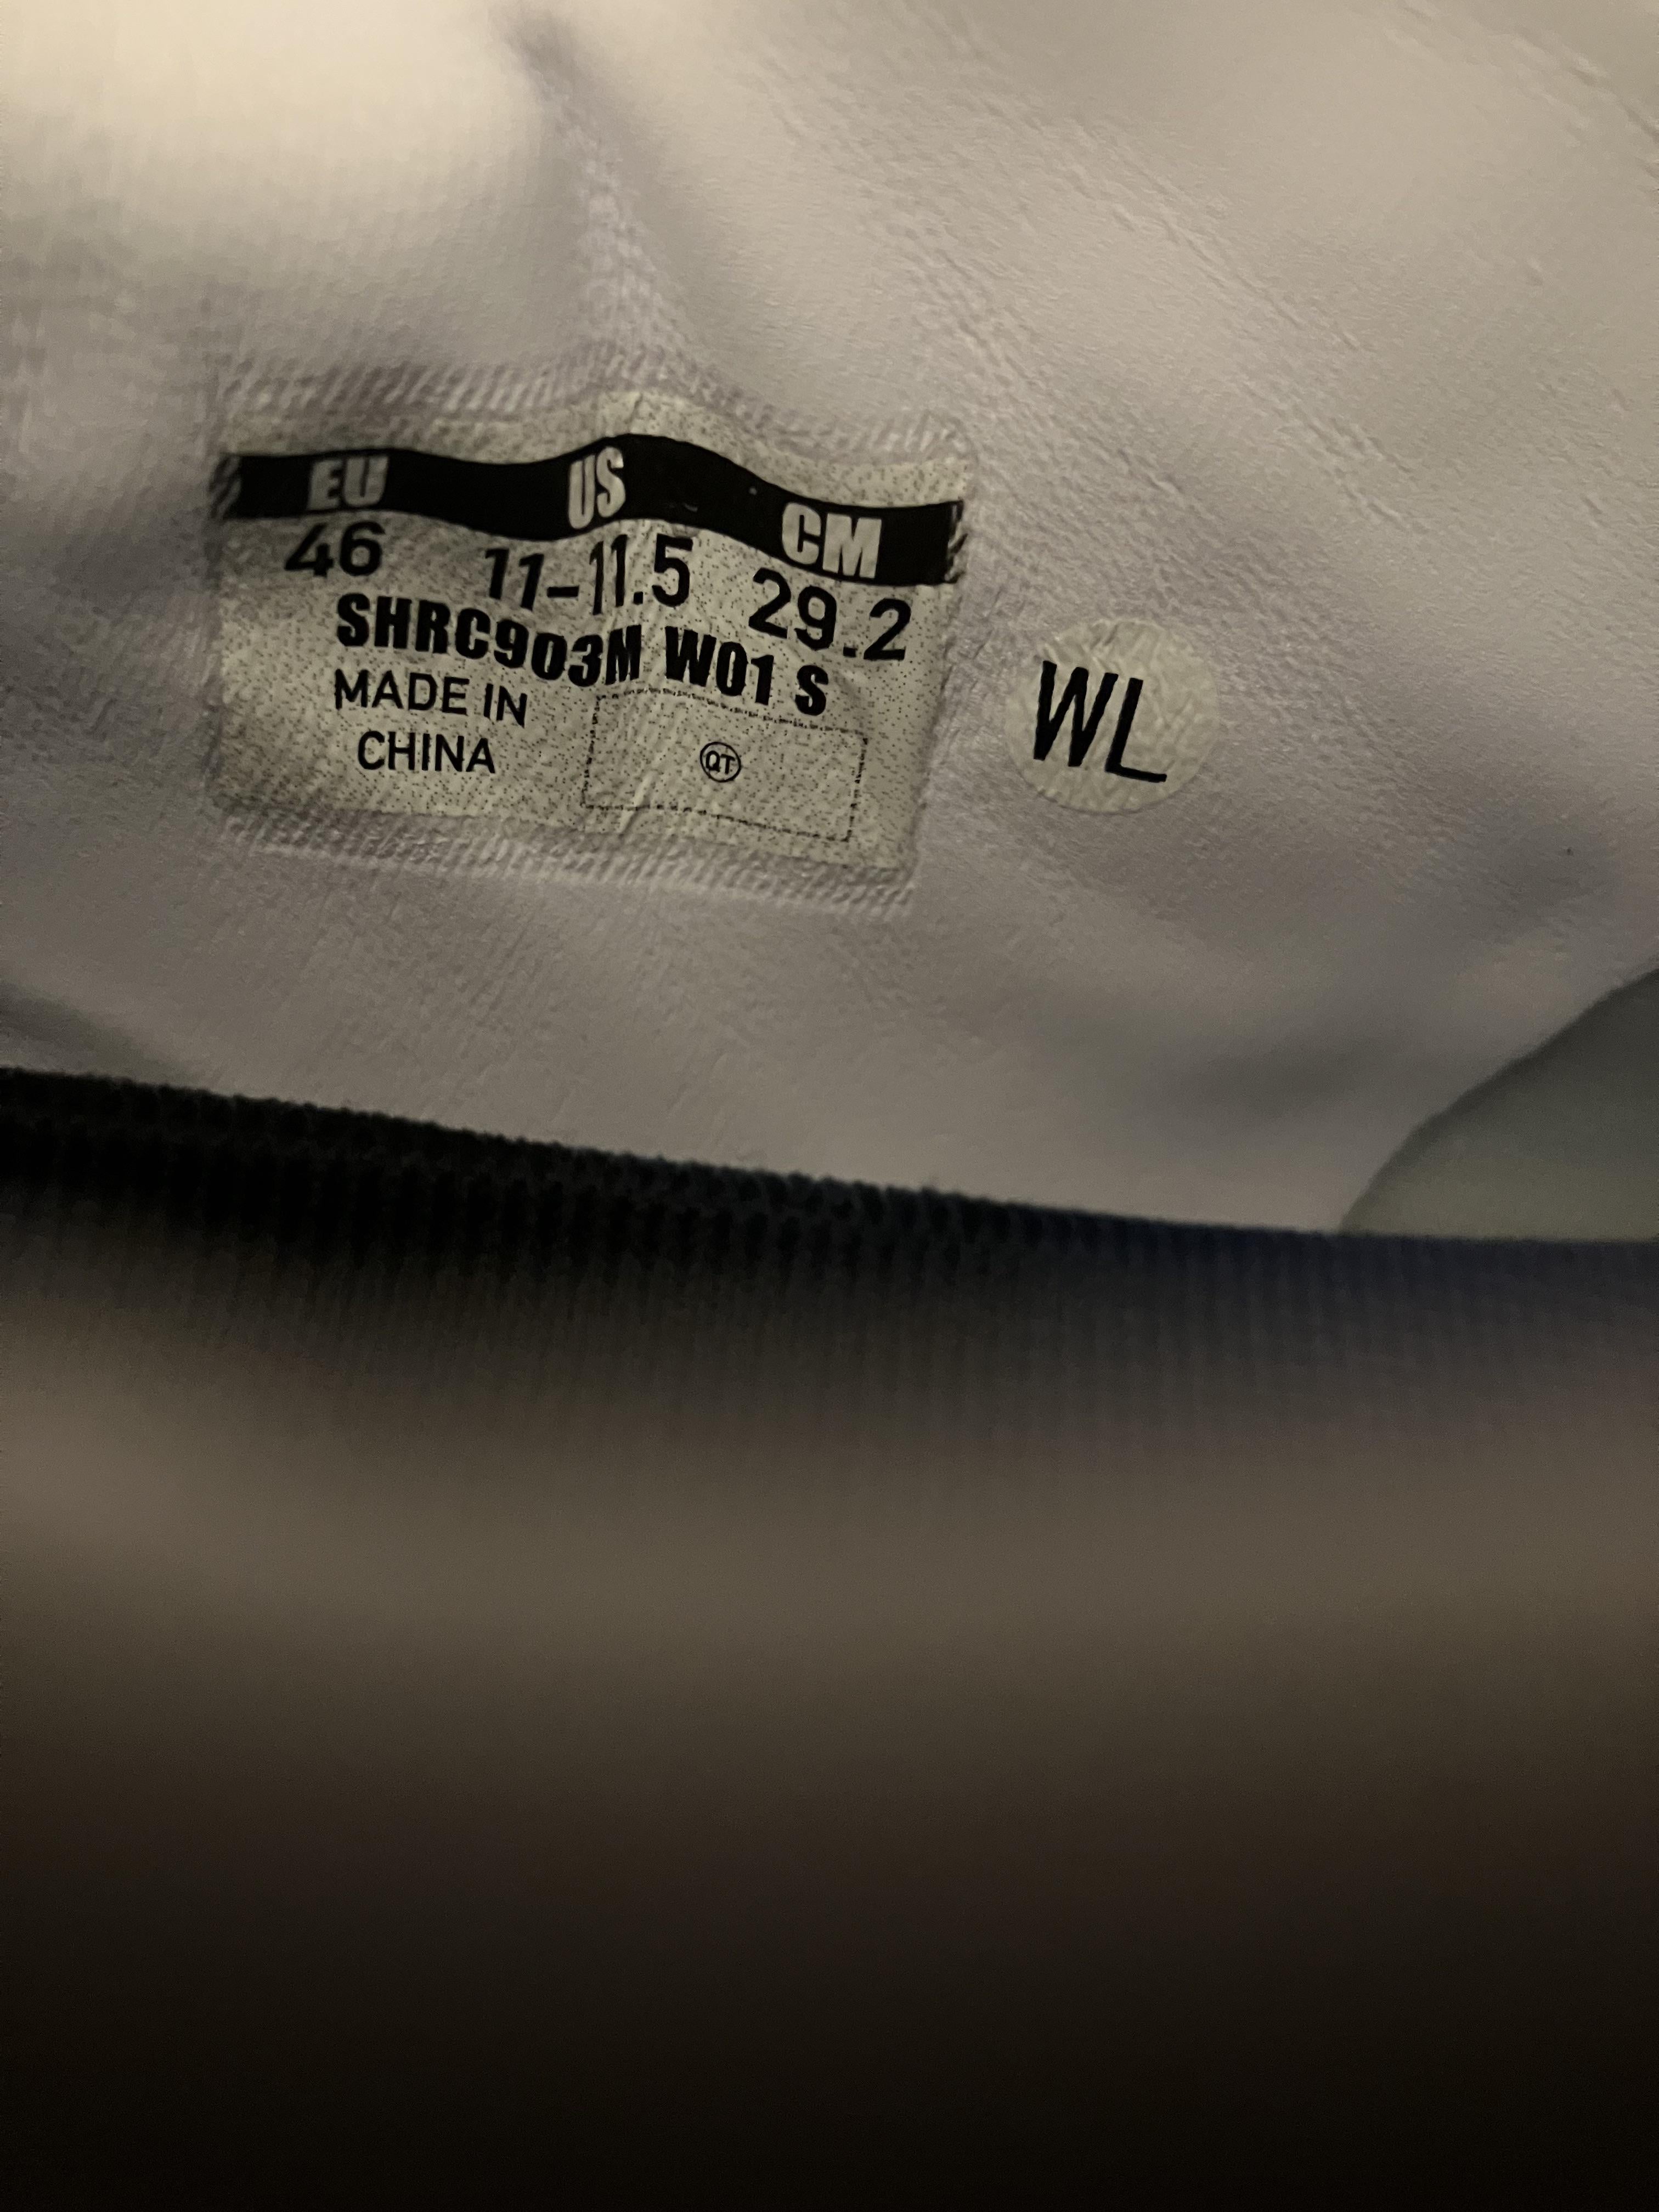 EU US CM
46 11-11.5 29.2
SHRC903M W01 S
MADE IN
CHINA
QT
WL